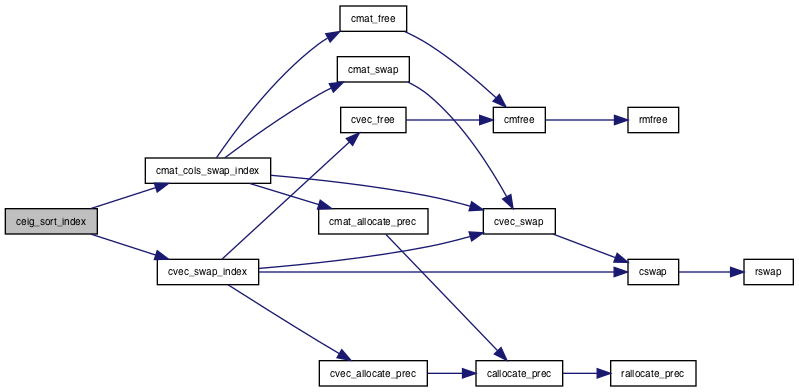 cmat_free
cmat_swap
cvec_free
cmfree
rmfree
cmat_cols_swap_index
ceig_sort_index
cmat_allocate_prec
cvec_swap
cvec_swap_index
cswap
rswap
cvec_allocate_prec
callocate_prec
rallocate_prec